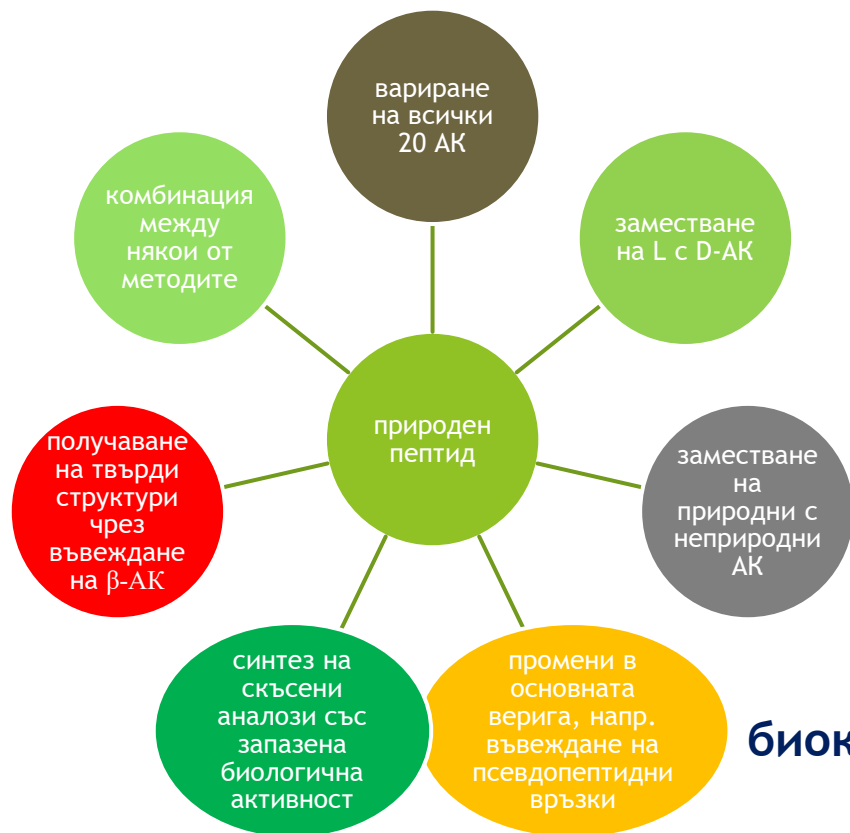 вариране
на всички
20 АК
комбинация
между
някои от
методите
заместване
на L с D-АК
природен
пептид
получаване
на твърди
структури
чрез
въвеждане
на β-АК
заместване
на
природни с
неприродни
АК
синтез на
скъсени
аналози със
запазена
биологична
активност
промени в
основната
верига, напр.
въвеждане на
псевдопептидни
връзки